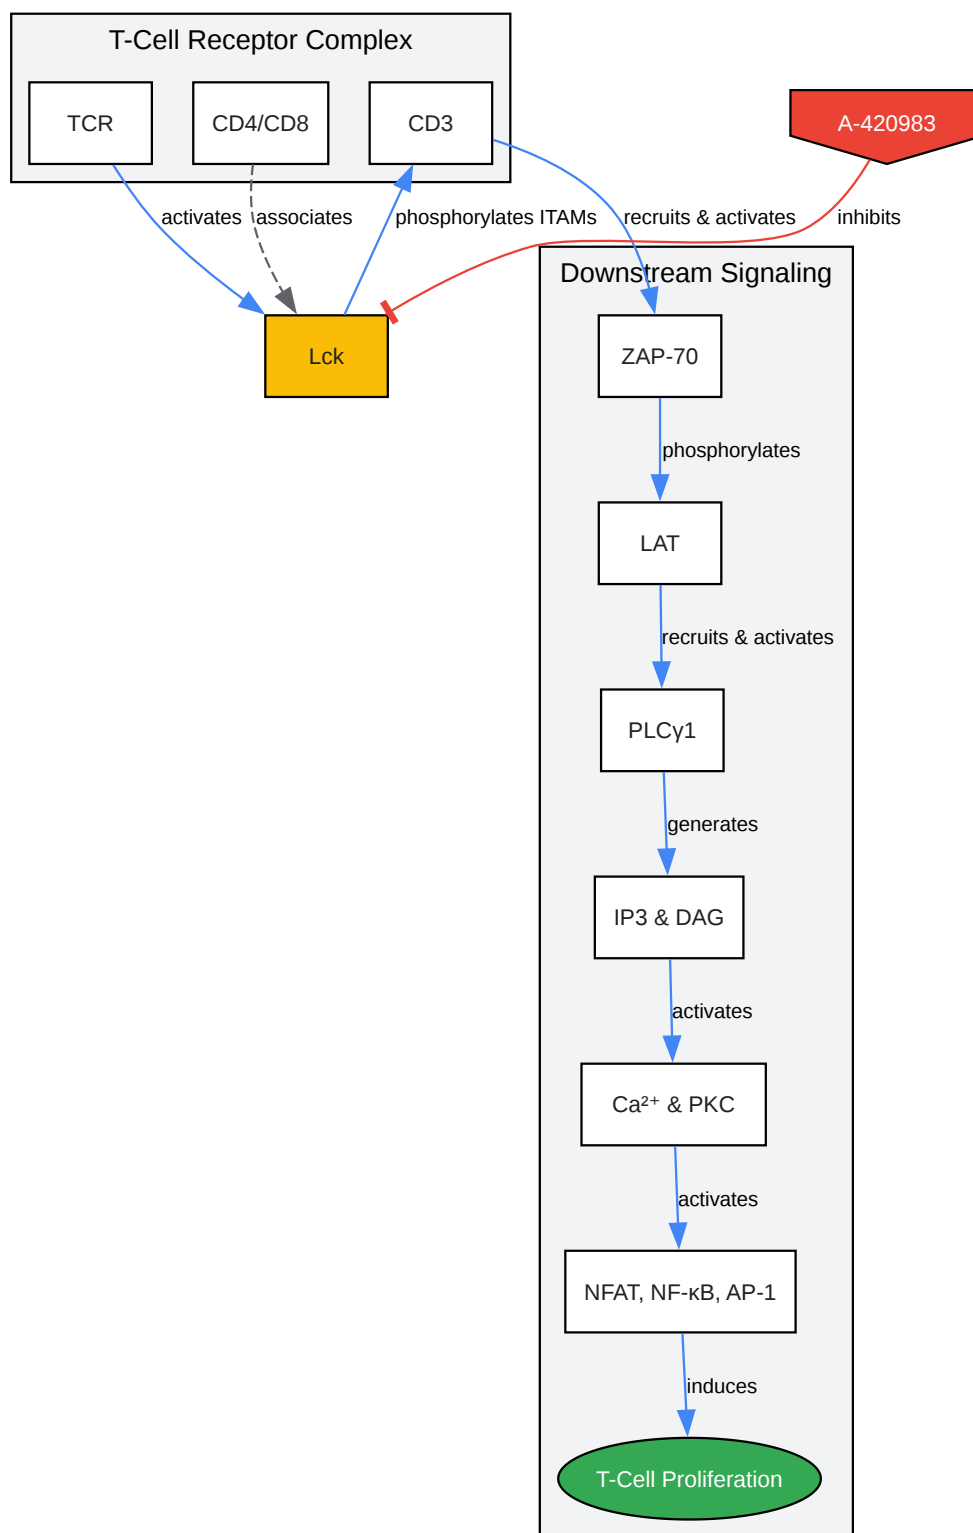 T-Cell Receptor Complex
TCR
CD4/CD8
CD3
A-420983
activates
associates
phosphorylates ITAMs
recruits & activates
inhibits
Downstream Signaling
Lck
ZAP-70
phosphorylates
LAT
recruits & activates
PLCγ1
generates
IP3 & DAG
activates
Ca²⁺ & PKC
activates
NFAT, NF-κB, AP-1
induces
T-Cell Proliferation